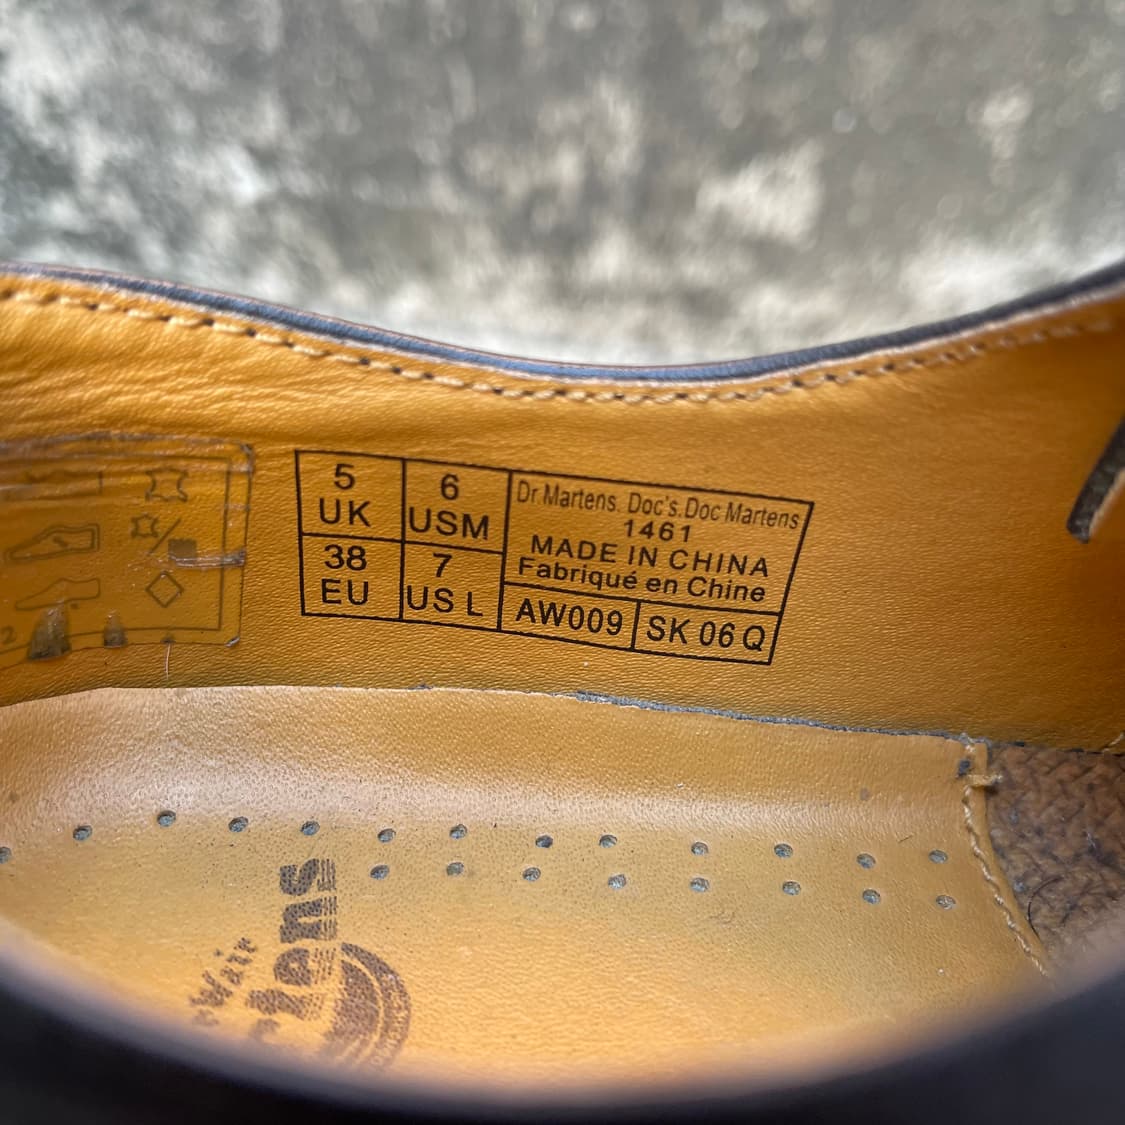 5
UK
6
USM
38
EU
7
US L
Dr.Martens. Doc's.Doc Martens
1461
MADE IN CHINA
Fabriqué en Chine
AW009
SK 06 Q
2